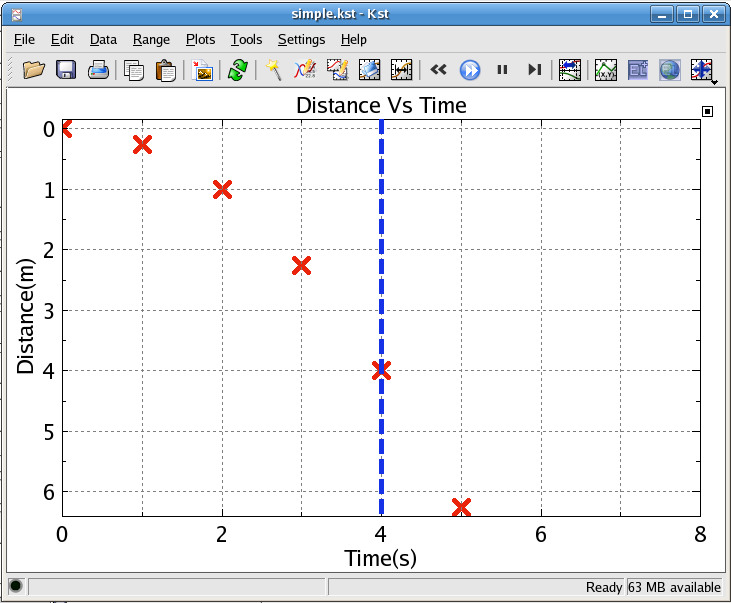 simple.kst - Kst
File Edit Data Range Plots Tools Settings Help
Distance Vs Time
0
1
2
3
4
5
6
Distance(m)
0 2 4 6 8
Time(s)
Ready 63 MB available